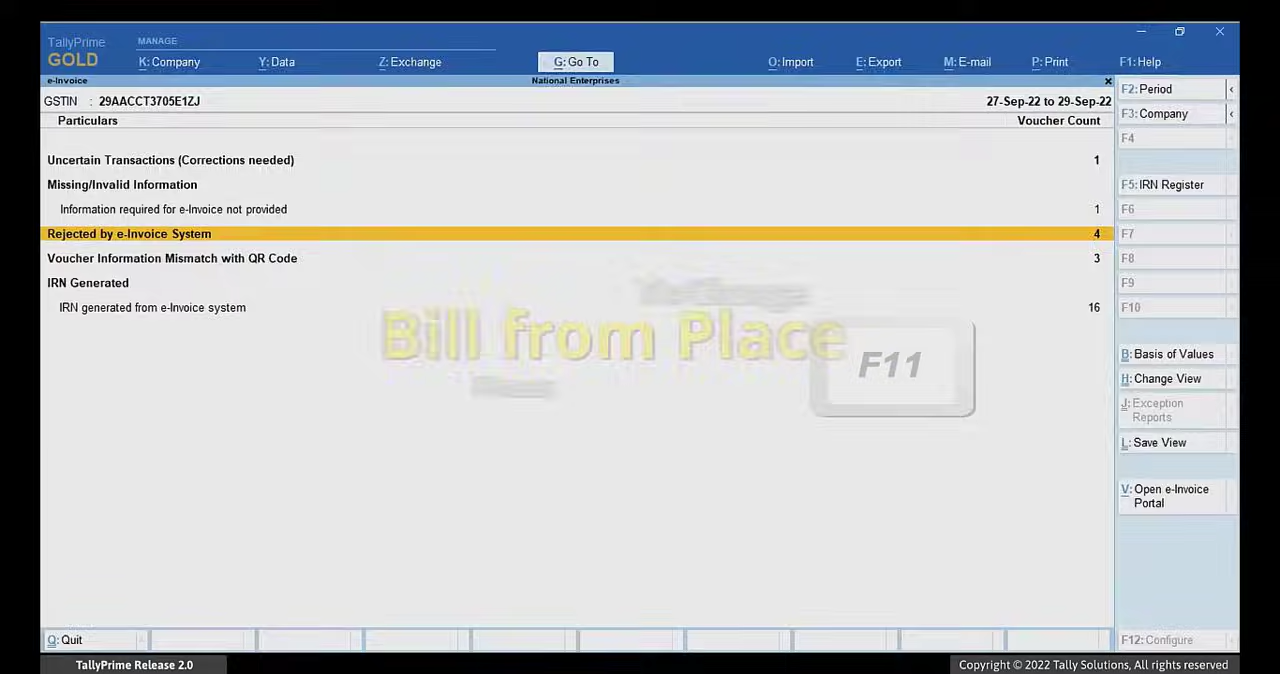 TallyPrime
GOLD
MANAGE
K: Company
Y: Data
Z: Exchange
G: Go To
O: Import
E: Export
M: E-mail
P: Print
F1: Help
e-Invoice
National Enterprises
GSTIN : 29AACCT3705E1ZJ
27-Sep-22 to 29-Sep-22
Particulars
Voucher Count
Uncertain Transactions (Corrections needed) 1
Missing/Invalid Information
Information required for e-Invoice not provided 1
Rejected by e-Invoice System 4
Voucher Information Mismatch with QR Code 3
IRN Generated
IRN generated from e-Invoice system 16
Bill from Place
F11
F2: Period
F3: Company
F4
F5: IRN Register
F6
F7
F8
F9
F10
B: Basis of Values
H: Change View
J: Exception
Reports
L: Save View
V: Open e-Invoice
Portal
Q: Quit
F12: Configure
TallyPrime Release 2.0
Copyright © 2022 Tally Solutions, All rights reserved